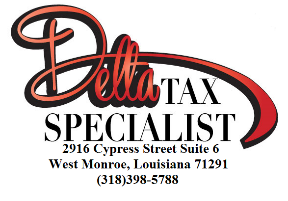 Delta TAX
SPECIALIST
2916 Cypress Street Suite 6
West Monroe, Louisiana 71291
(318)398-5788